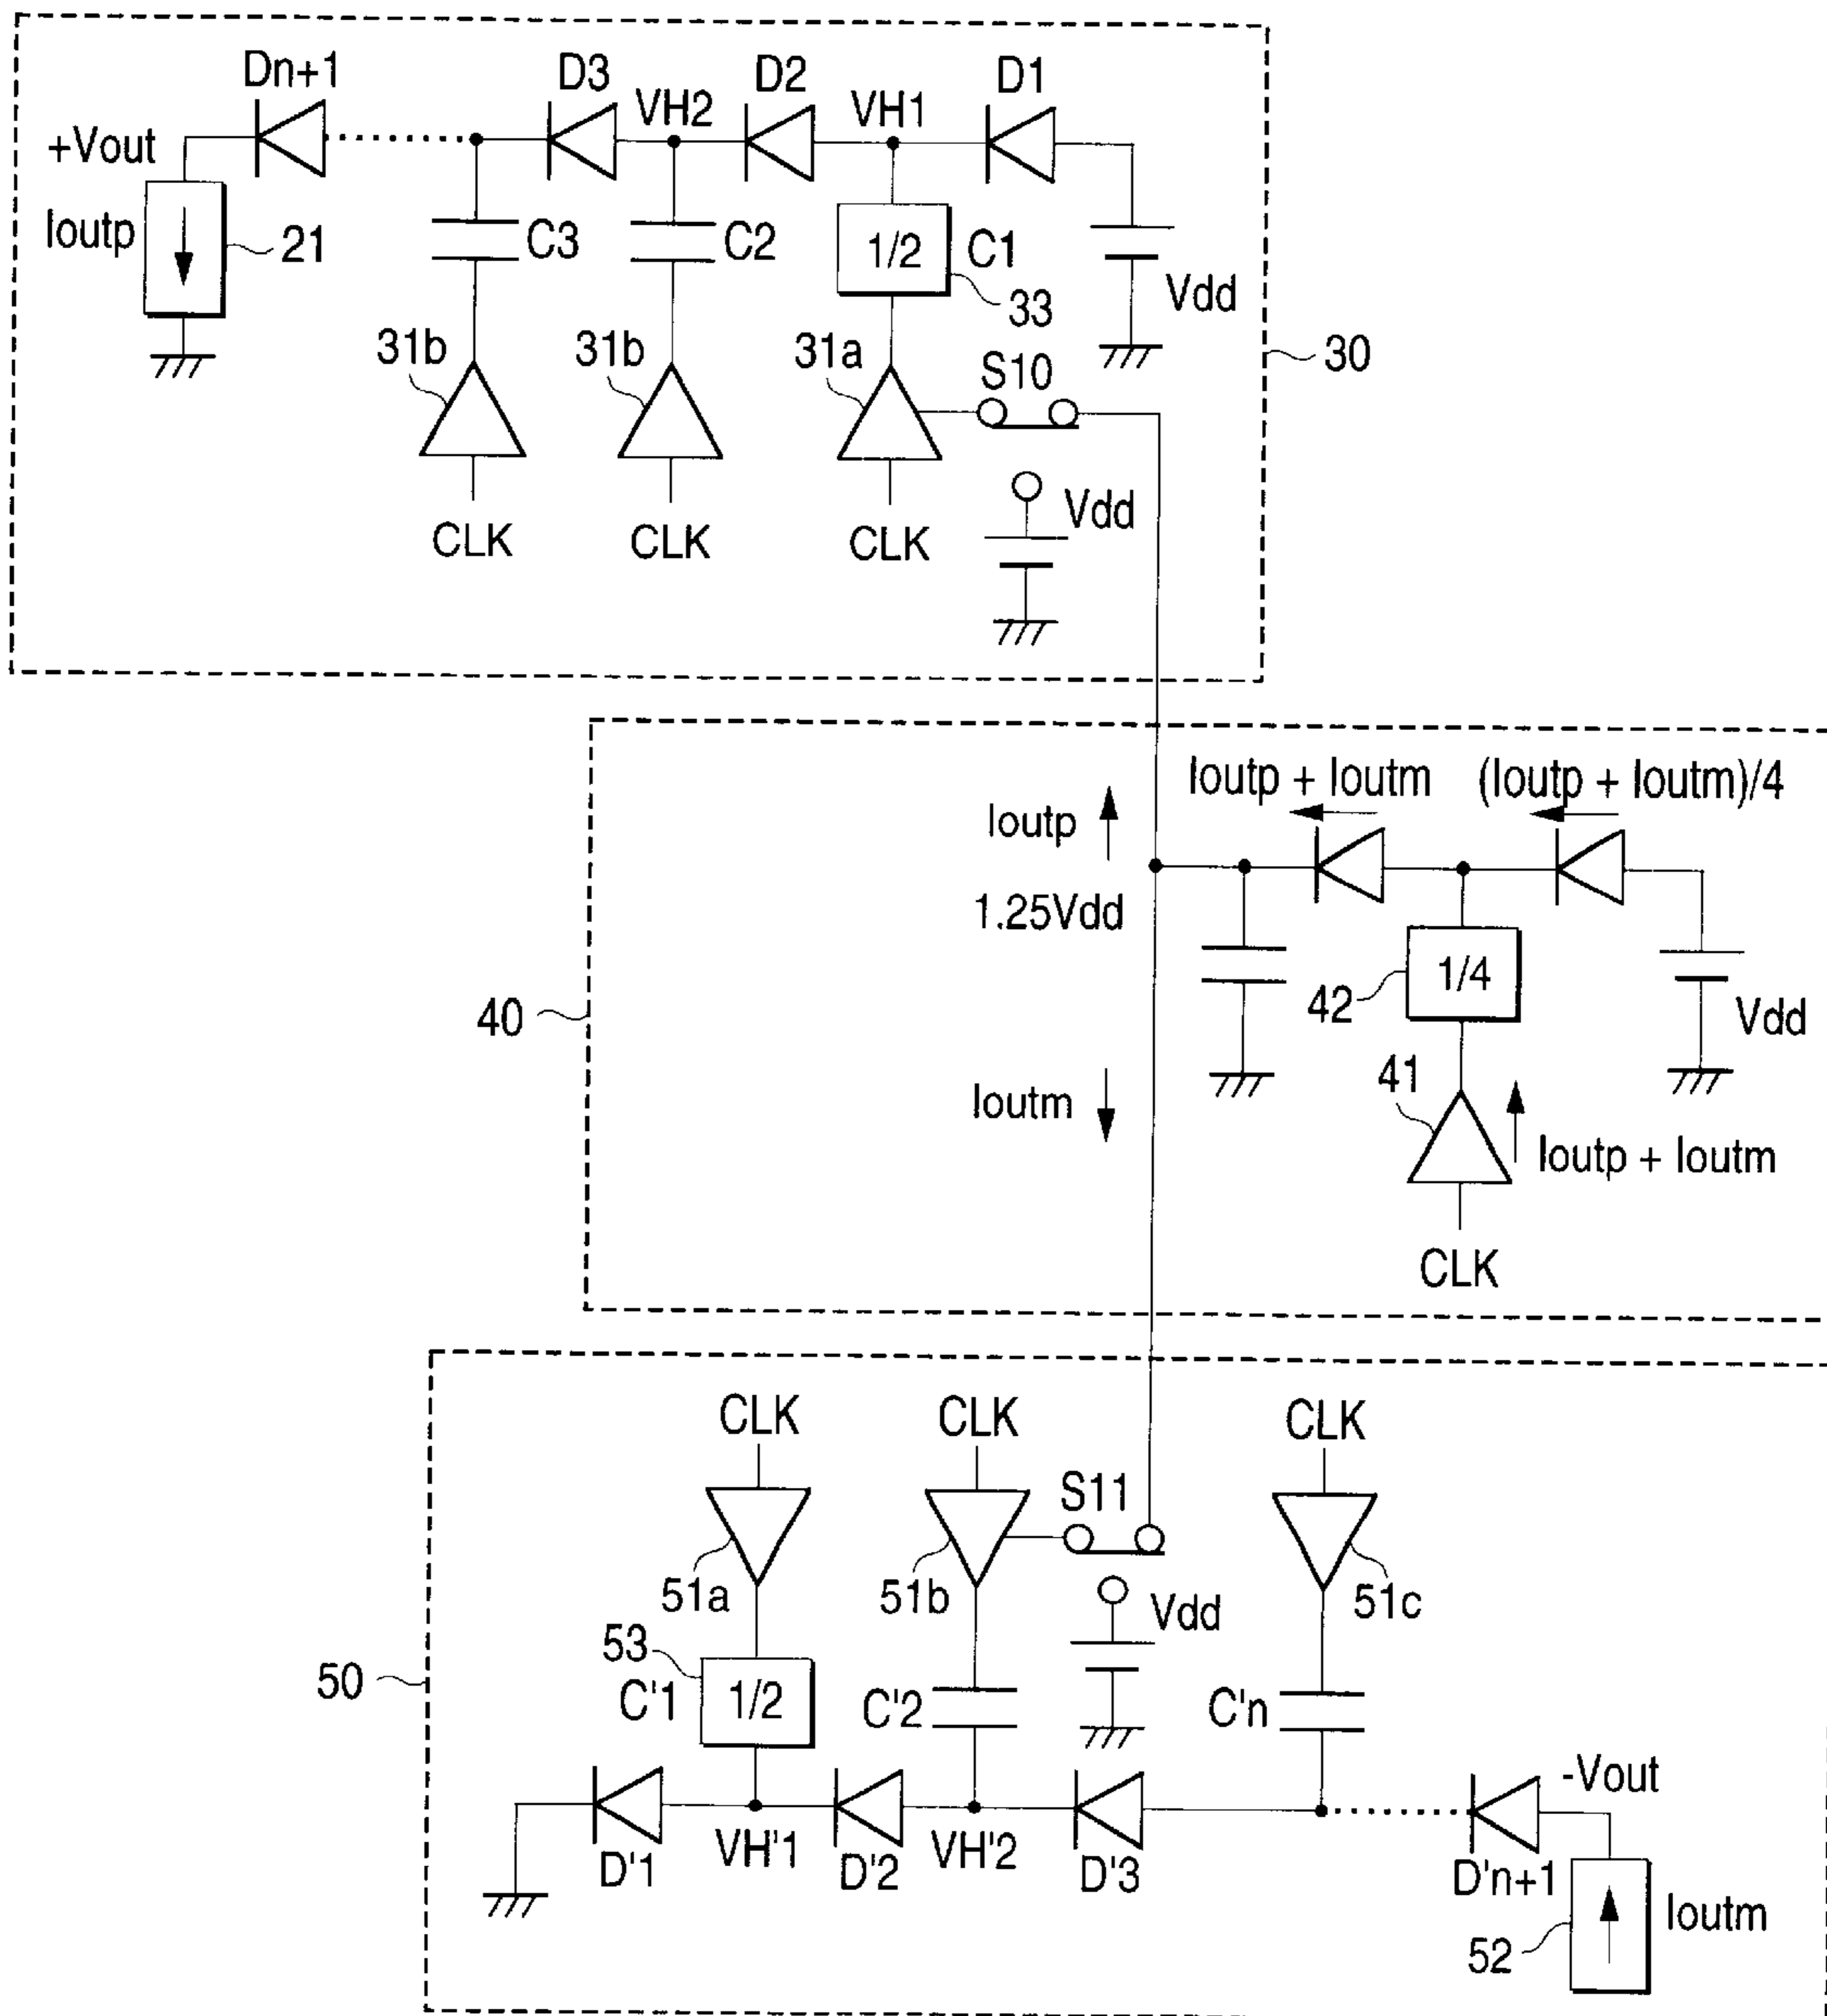 Dn+1
D3
VH2
D2
VH1
D1
+Vout
Ioutp
21
C3
C2
1/2
C1
33
Vdd
31b
31b
31a
S10
30
Vdd
CLK
CLK
CLK
Ioutp + Ioutm
(Ioutp + Ioutm)/4
Ioutp
1.25Vdd
40
42
1/4
Vdd
41
Ioutm
Ioutp + Ioutm
CLK
CLK
CLK
CLK
S11
51a
51b
51c
Vdd
53
50
C'1
1/2
C'2
C'n
-Vout
D'1
VH'1
D'2
VH'2
D'3
D'n+1
Ioutm
52